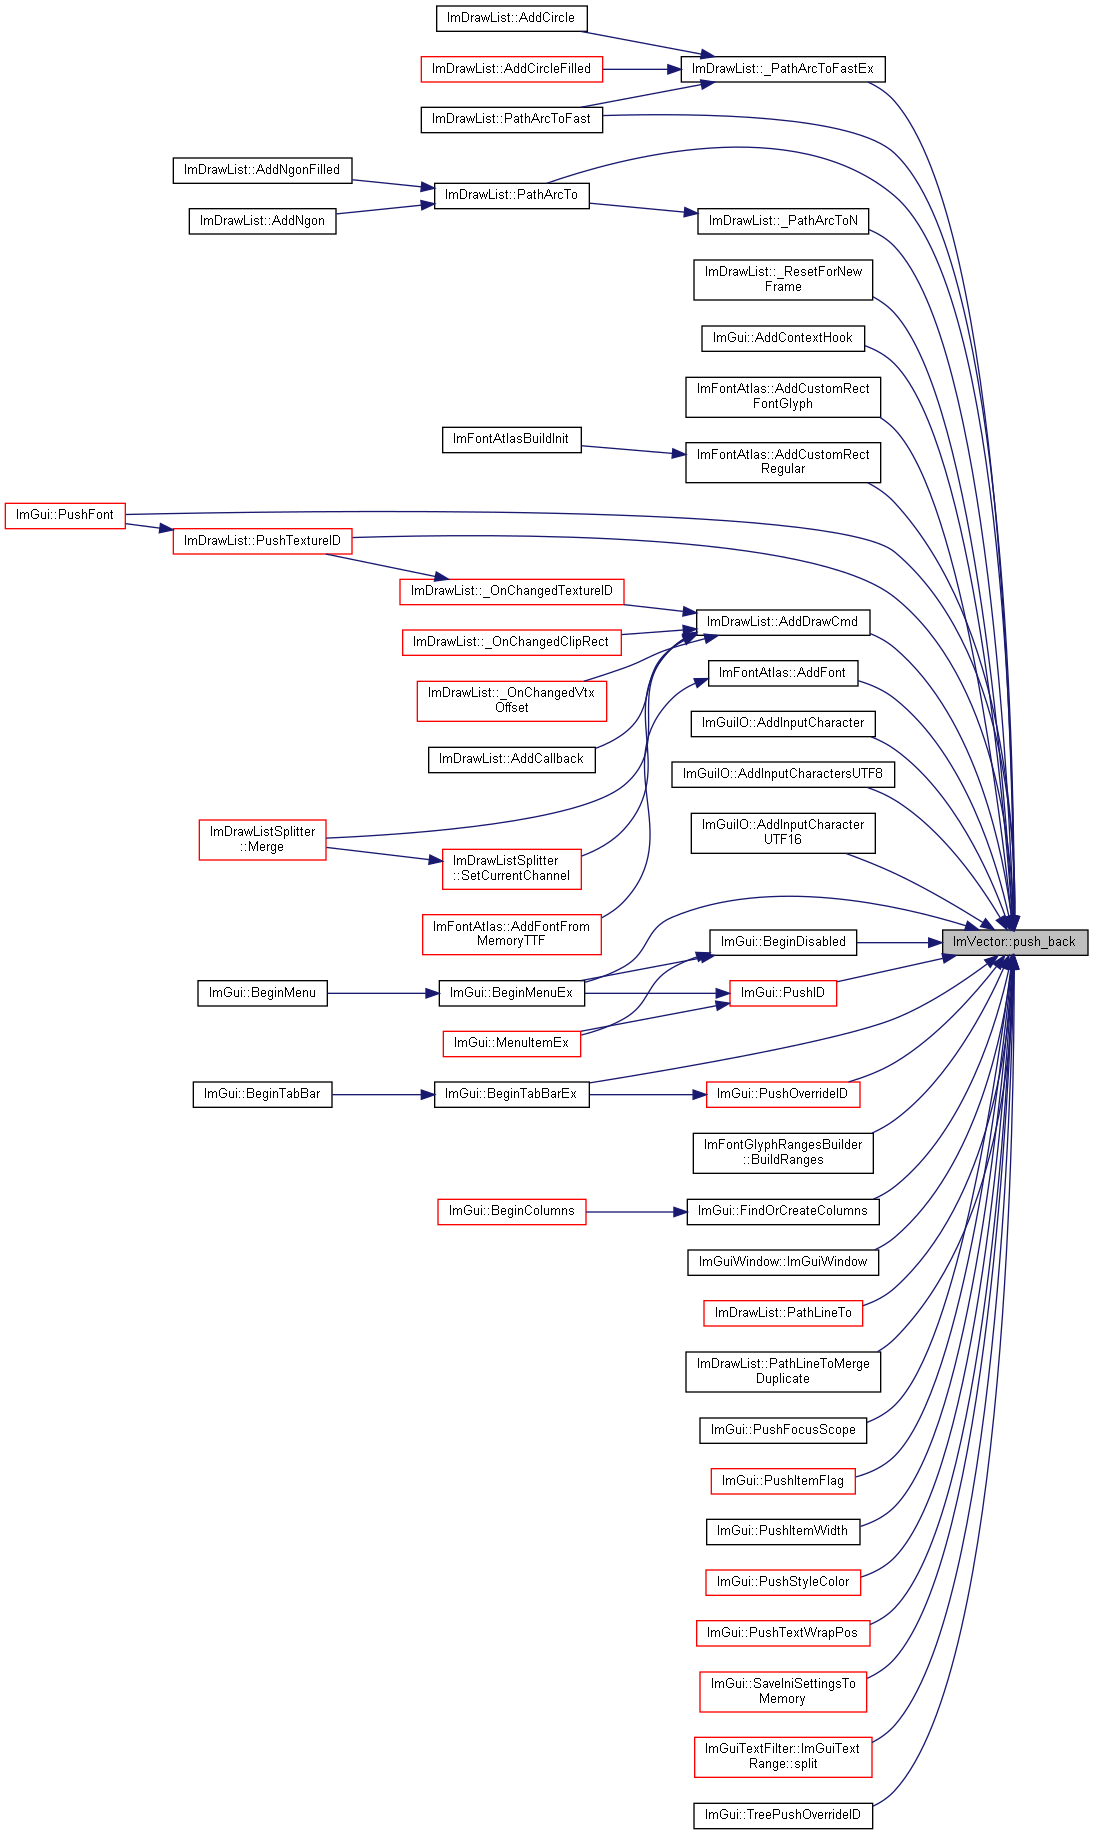 ImDrawList::AddCircle
ImDrawList::AddCircleFilled
ImDrawList::_PathArcToFastEx
ImDrawList::PathArcToFast
ImDrawList::AddNgonFilled
ImDrawList::PathArcTo
ImDrawList::AddNgon
ImDrawList::_PathArcToN
ImDrawList::_ResetForNew
Frame
ImGui::AddContextHook
ImFontAtlas::AddCustomRect
FontGlyph
ImFontAtlasBuildInit
ImFontAtlas::AddCustomRect
Regular
ImGui::PushFont
ImDrawList::PushTextureID
ImDrawList::_OnChangedTextureID
ImDrawList::AddDrawCmd
ImDrawList::_OnChangedClipRect
ImFontAtlas::AddFont
ImDrawList::_OnChangedVtx
Offset
ImGuiIO::AddInputCharacter
ImDrawList::AddCallback
ImGuiIO::AddInputCharactersUTF8
ImGuiIO::AddInputCharacter
UTF16
ImDrawListSplitter
::Merge
ImDrawListSplitter
::SetCurrentChannel
ImFontAtlas::AddFontFrom
MemoryTTF
ImGui::BeginDisabled
ImVector::push_back
ImGui::BeginMenu
ImGui::BeginMenuEx
ImGui::PushID
ImGui::MenuItemEx
ImGui::BeginTabBar
ImGui::BeginTabBarEx
ImGui::PushOverrideID
ImFontGlyphRangesBuilder
::BuildRanges
ImGui::BeginColumns
ImGui::FindOrCreateColumns
ImGuiWindow::ImGuiWindow
ImDrawList::PathLineTo
ImDrawList::PathLineToMerge
Duplicate
ImGui::PushFocusScope
ImGui::PushItemFlag
ImGui::PushItemWidth
ImGui::PushStyleColor
ImGui::PushTextWrapPos
ImGui::SaveIniSettingsTo
Memory
ImGuiTextFilter::ImGuiText
Range::split
ImGui::TreePushOverrideID